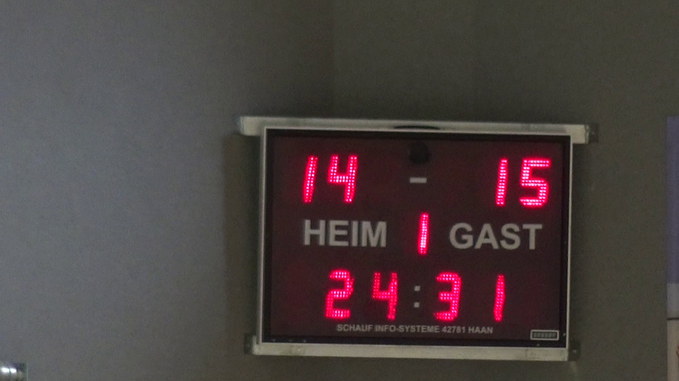 14 - 15
HEIM 1 GAST
24:31
SCHAUF INFO-SYSTEME 42781 HAAN